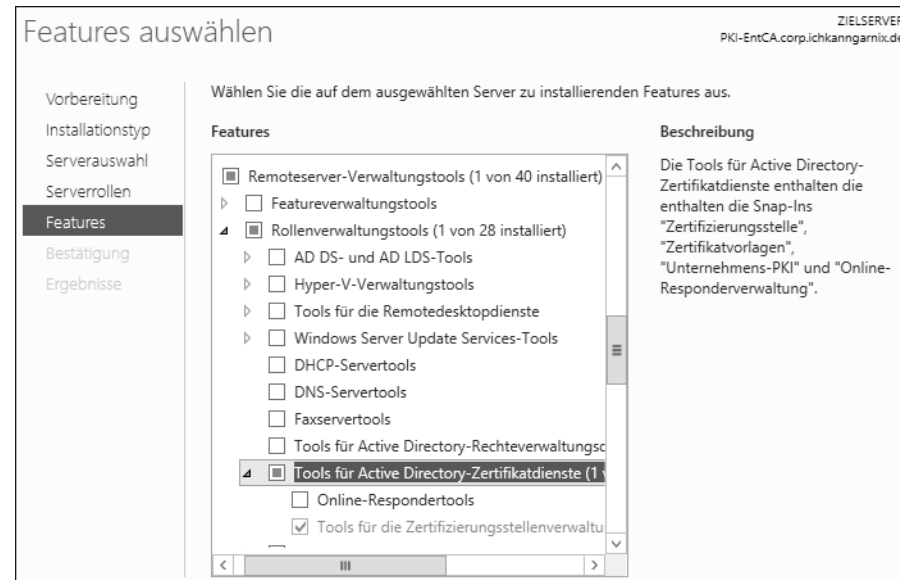 Features auswählen
ZIELSERVER
PKI-EntCA.corp.ichkanngarnix.de
Vorbereitung
Installationstyp
Serverauswahl
Serverrollen
Features
Bestätigung
Ergebnisse
Wählen Sie die auf dem ausgewählten Server zu installierenden Features aus.
Features
Remoteserver-Verwaltungstools (1 von 40 installiert)
Featureverwaltungstools
Rollenverwaltungstools (1 von 28 installiert)
AD DS- und AD LDS-Tools
Hyper-V-Verwaltungstools
Tools für die Remotedesktopdienste
Windows Server Update Services-Tools
DHCP-Servertools
DNS-Servertools
Faxservertools
Tools für Active Directory-Rechteverwaltungsd
Tools für Active Directory-Zertifikatdienste (1 v
Online-Respondertools
Tools für die Zertifizierungsstellenverwaltu
Beschreibung
Die Tools für Active Directory-
Zertifikatdienste enthalten die
enthalten die Snap-Ins
"Zertifizierungsstelle",
"Zertifikatvorlagen",
"Unternehmens-PKI" und "Online-
Responderverwaltung".